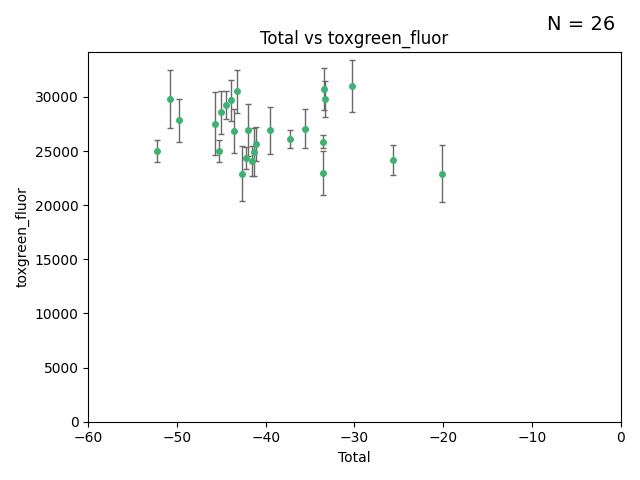 N = 26
Total vs toxgreen_fluor
toxgreen_fluor
30000
25000
20000
15000
10000
5000
0
−60 −50 −40 −30 −20 −10 0
Total